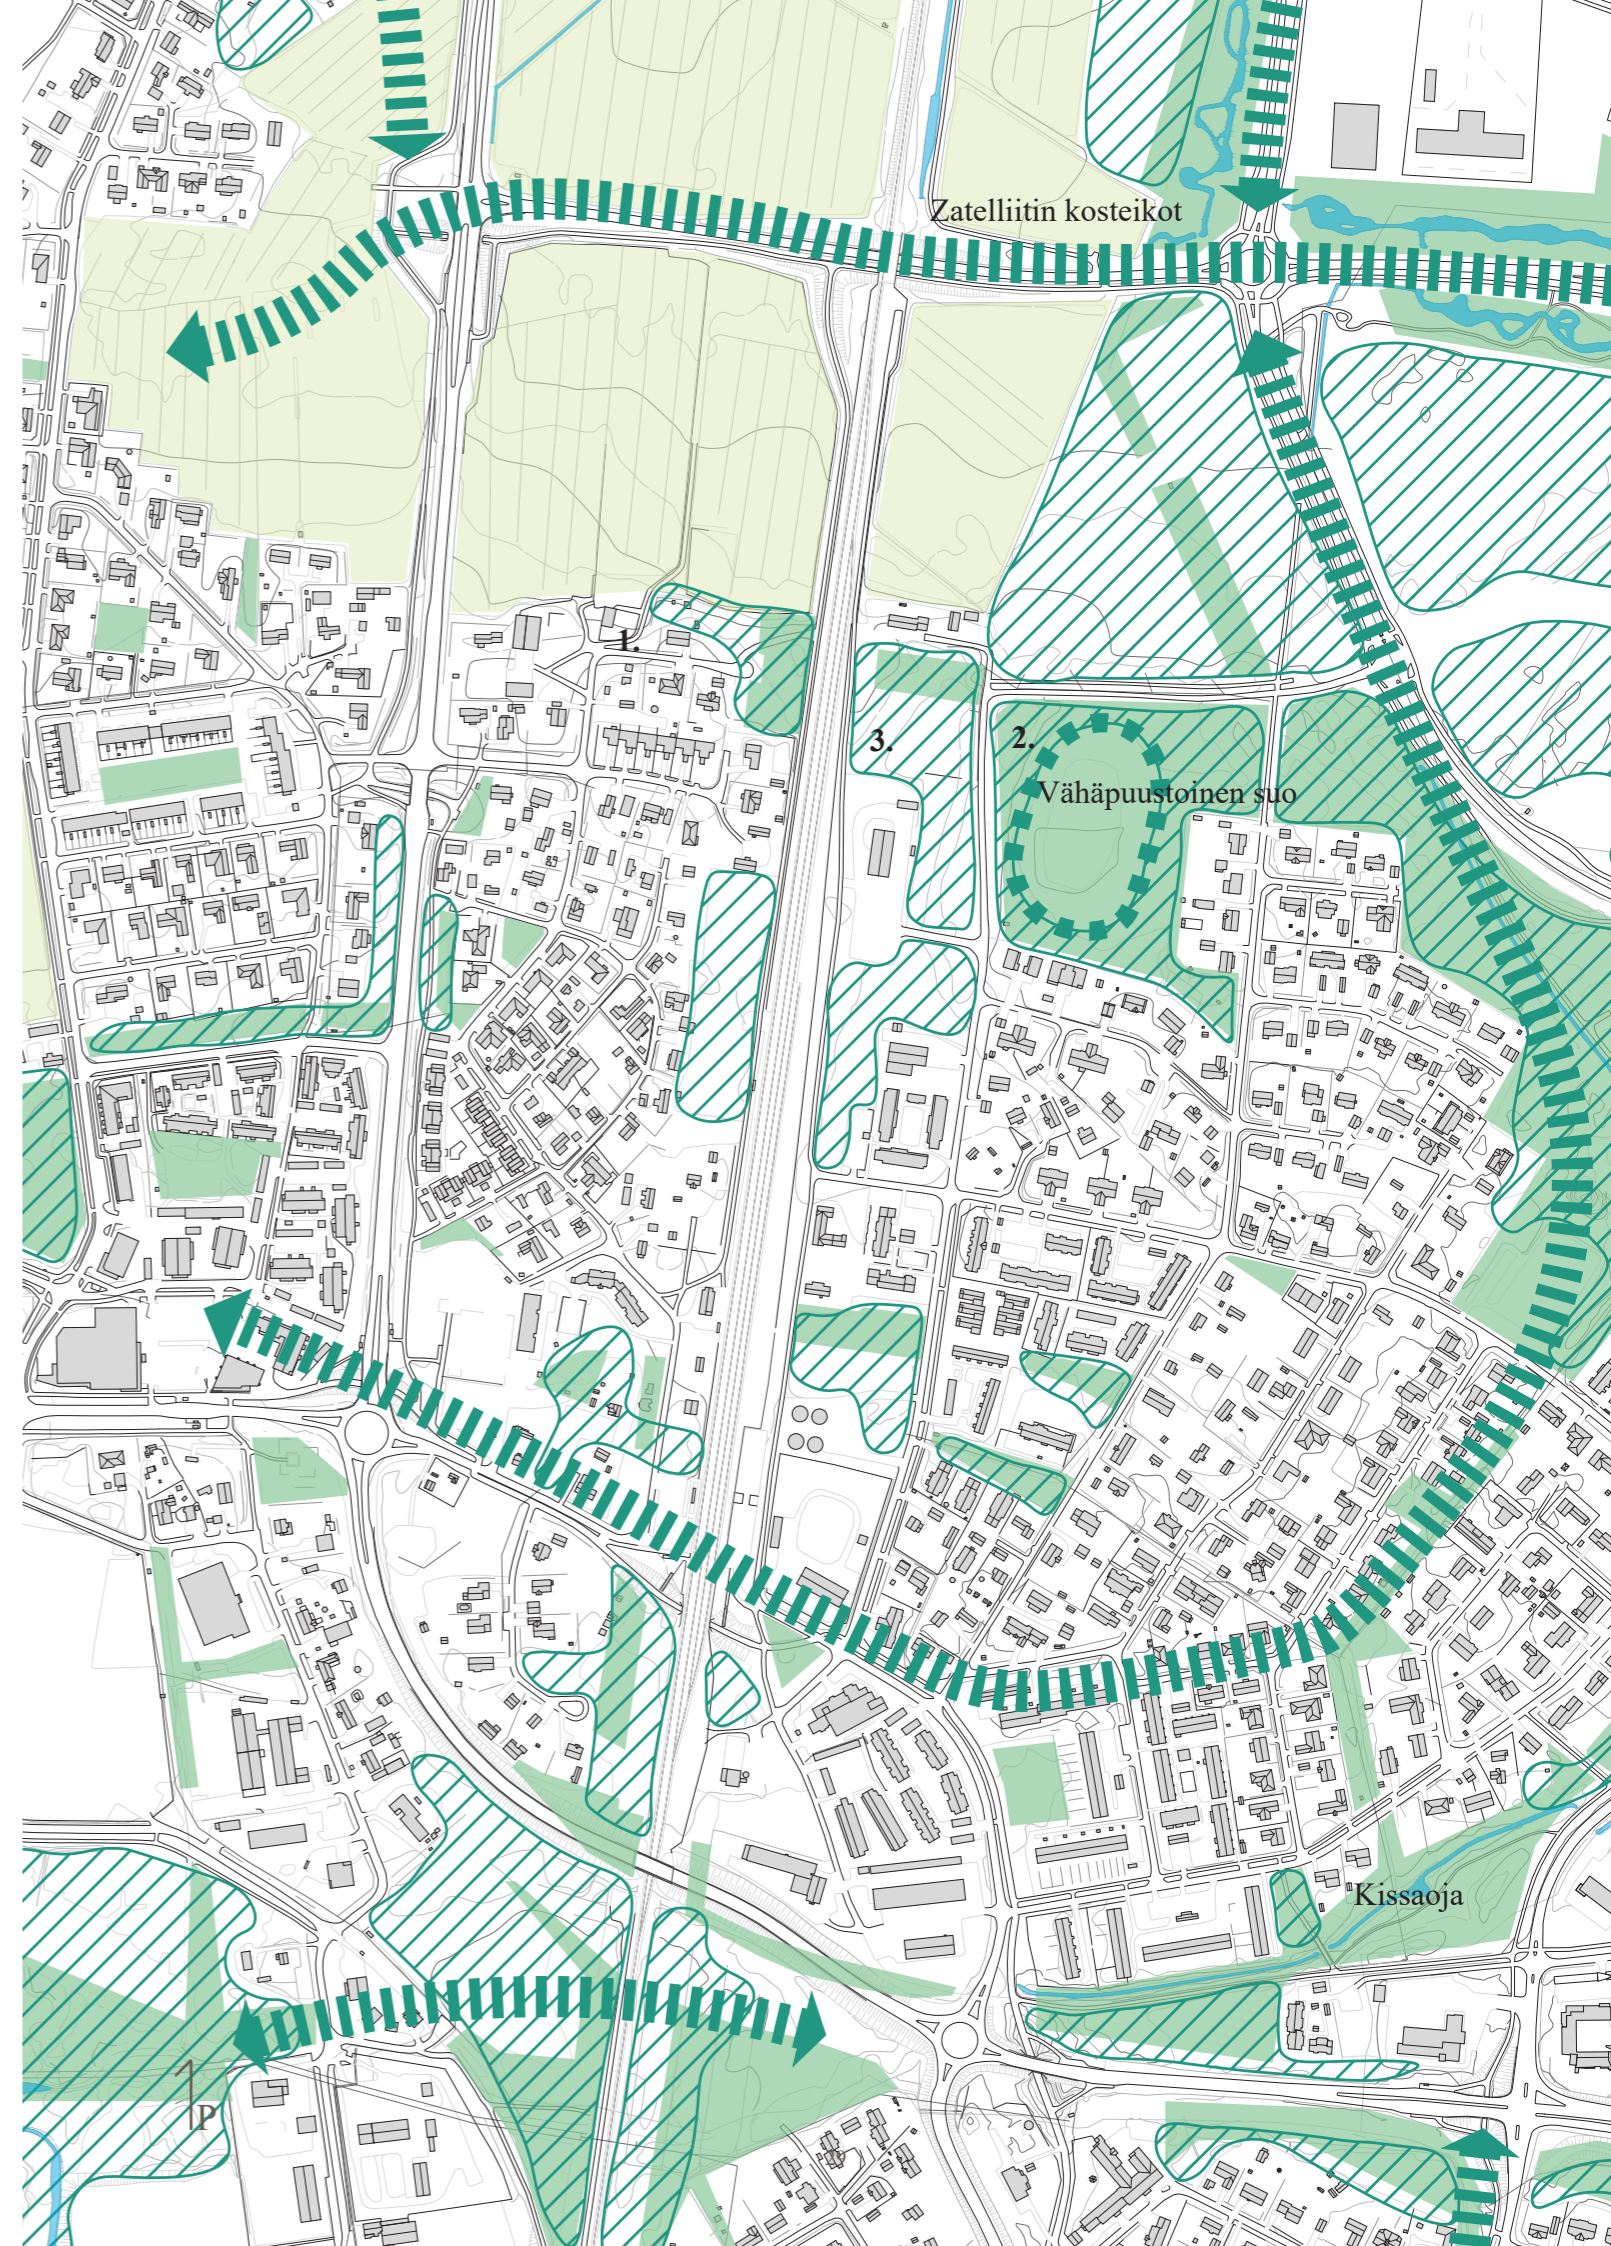 Zatelliitin kosteikot
1.
2.
3.
Vähäpuustoinen suo
Kissaoja
P